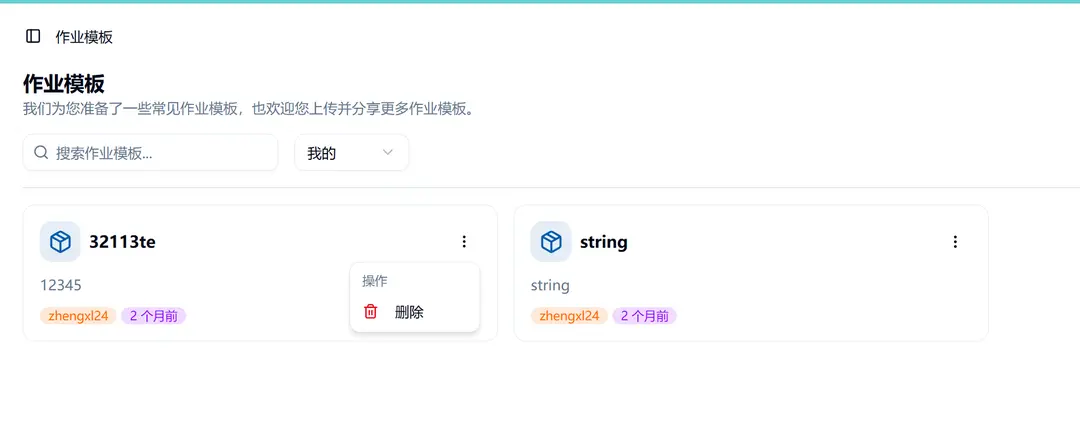 作业模板
作业模板
我们为您准备了一些常见作业模板，也欢迎您上传并分享更多作业模板。
搜索作业模板...
我的
32113te
12345
zhengxl24 2 个月前
操作
删除
string
string
zhengxl24 2 个月前